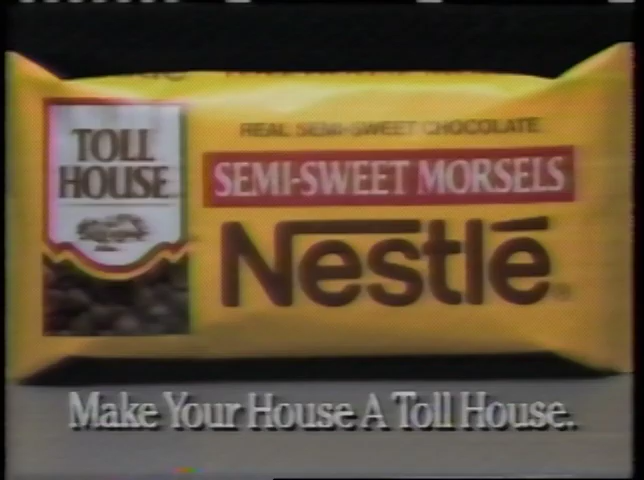 TOLL
HOUSE
REAL SEMI-SWEET CHOCOLATE
SEMI-SWEET MORSELS
Nestlé
Make Your House A Toll House.